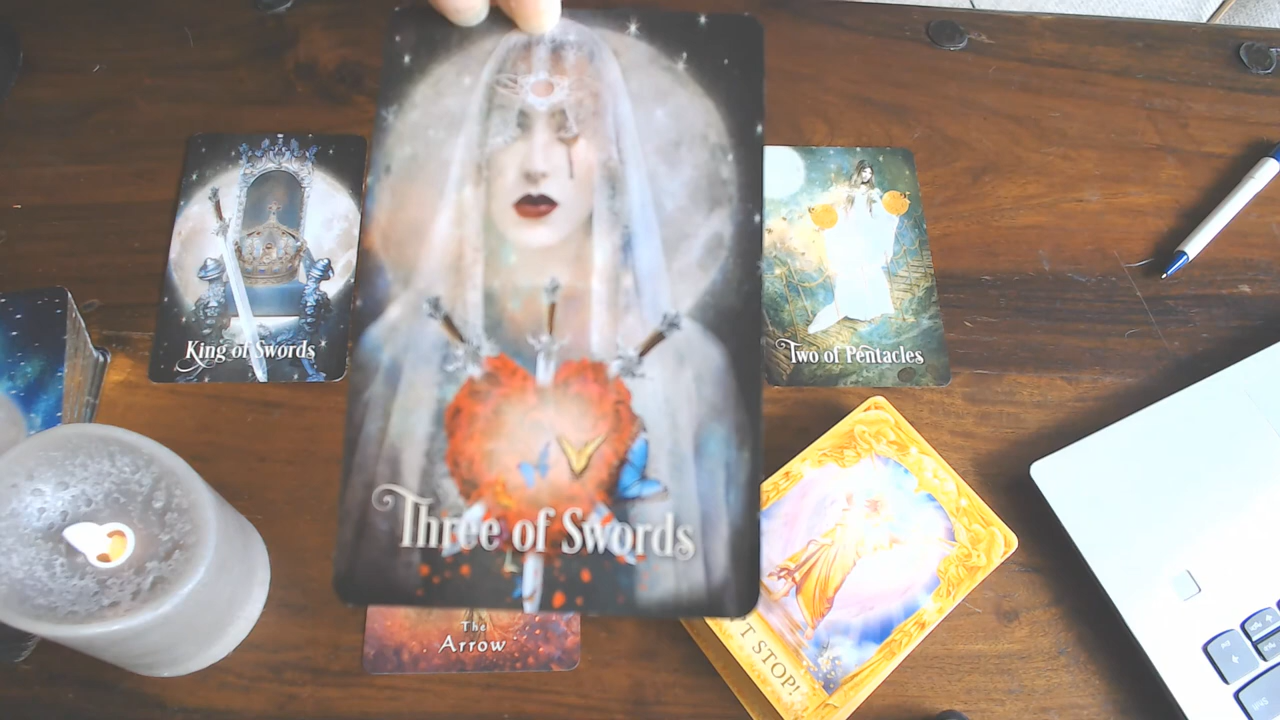 King of Swords
Three of Swords
Two of Pentacles
The
Arrow
T STOP!